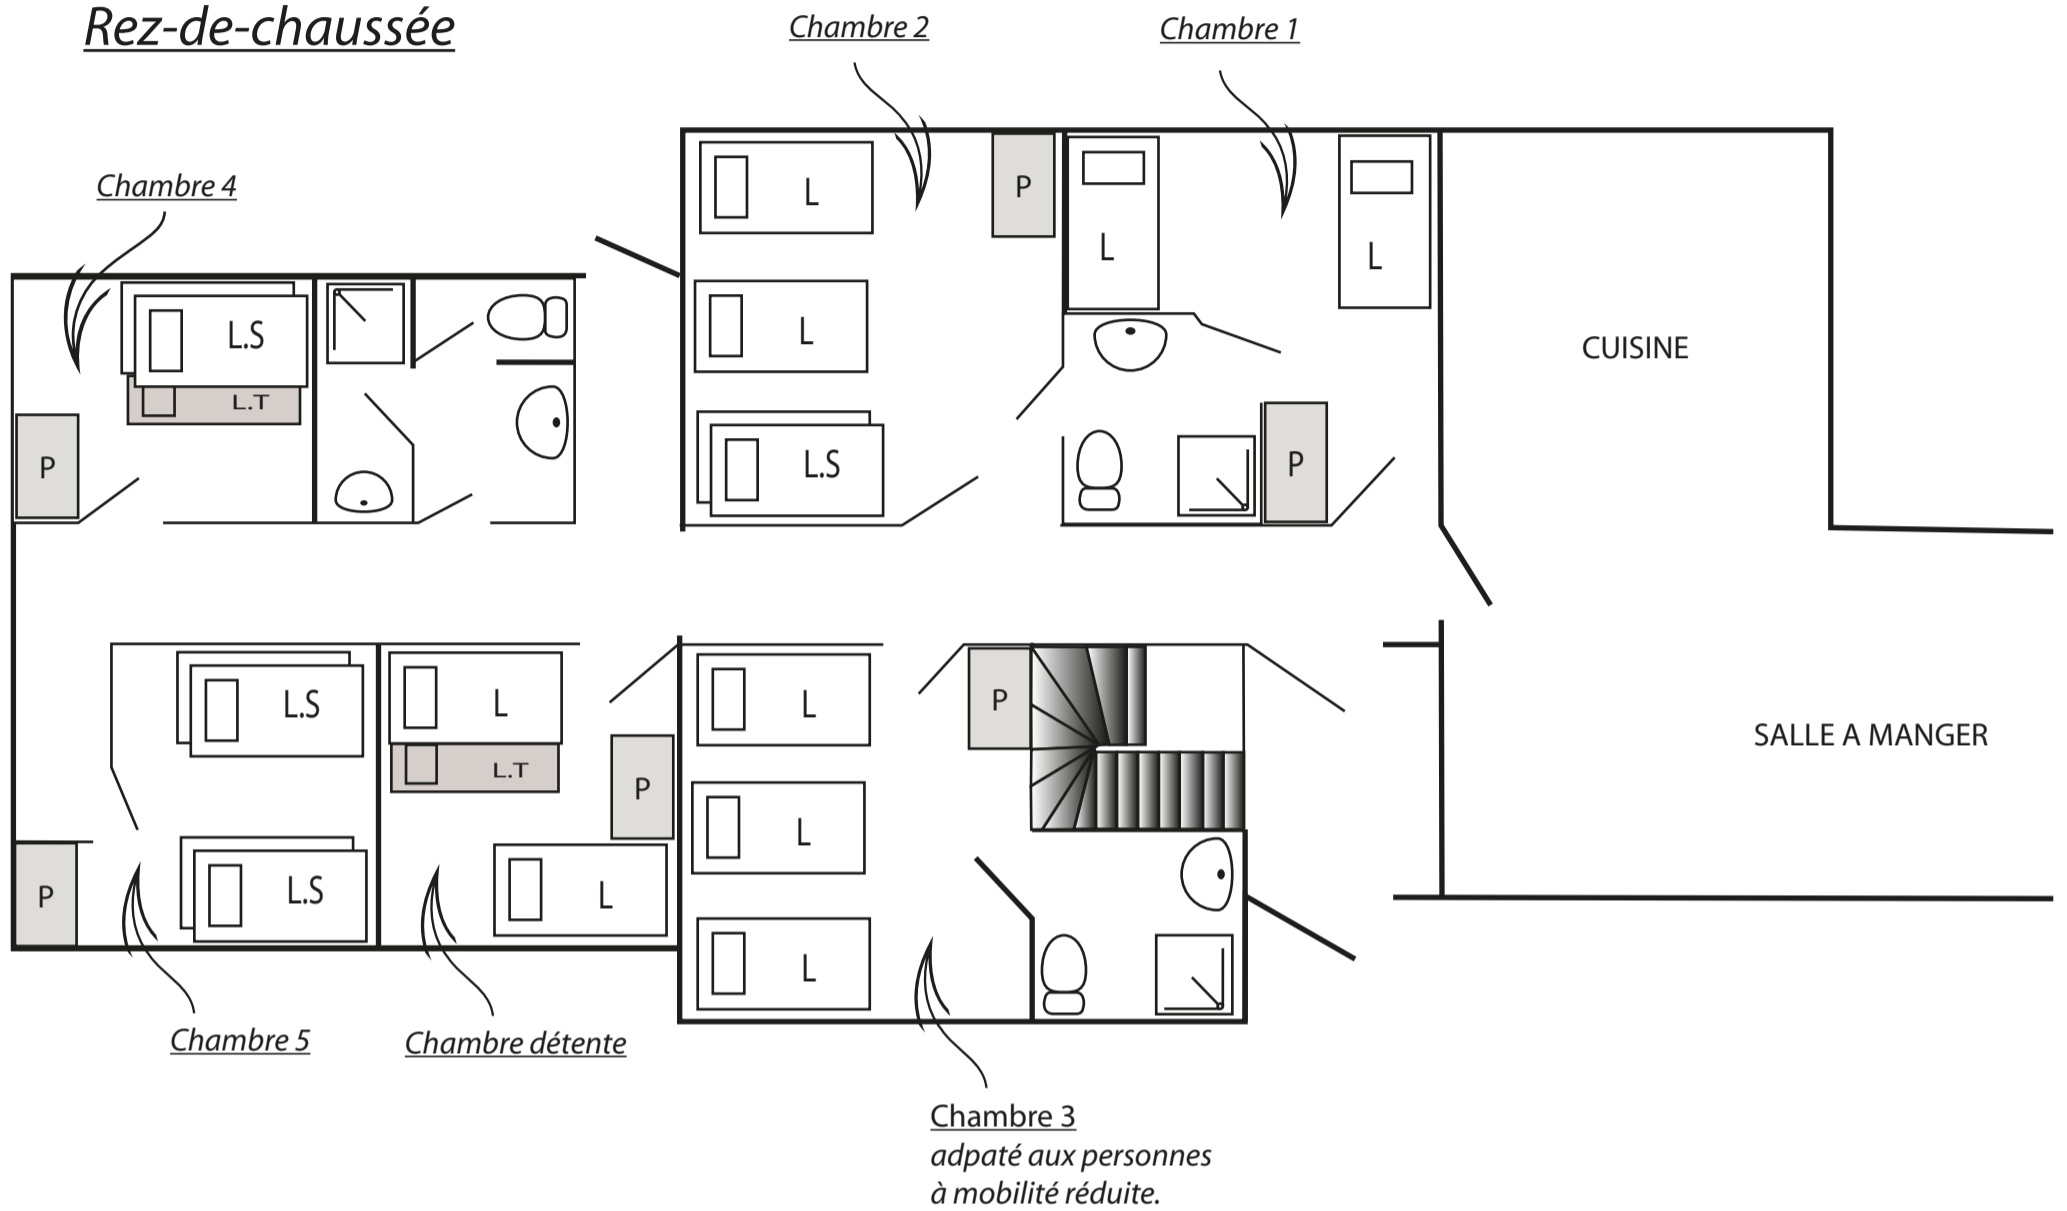 Rez-de-chaussée
Chambre 2
Chambre 1
Chambre 4
L
P
L
L
L.S
L.T
P
L
L.S
P
CUISINE
L.S
L
L.T
P
L
P
SALLE A MANGER
L.S
P
L
L
L
Chambre 5
Chambre détente
Chambre 3
adpaté aux personnes
à mobilité réduite.